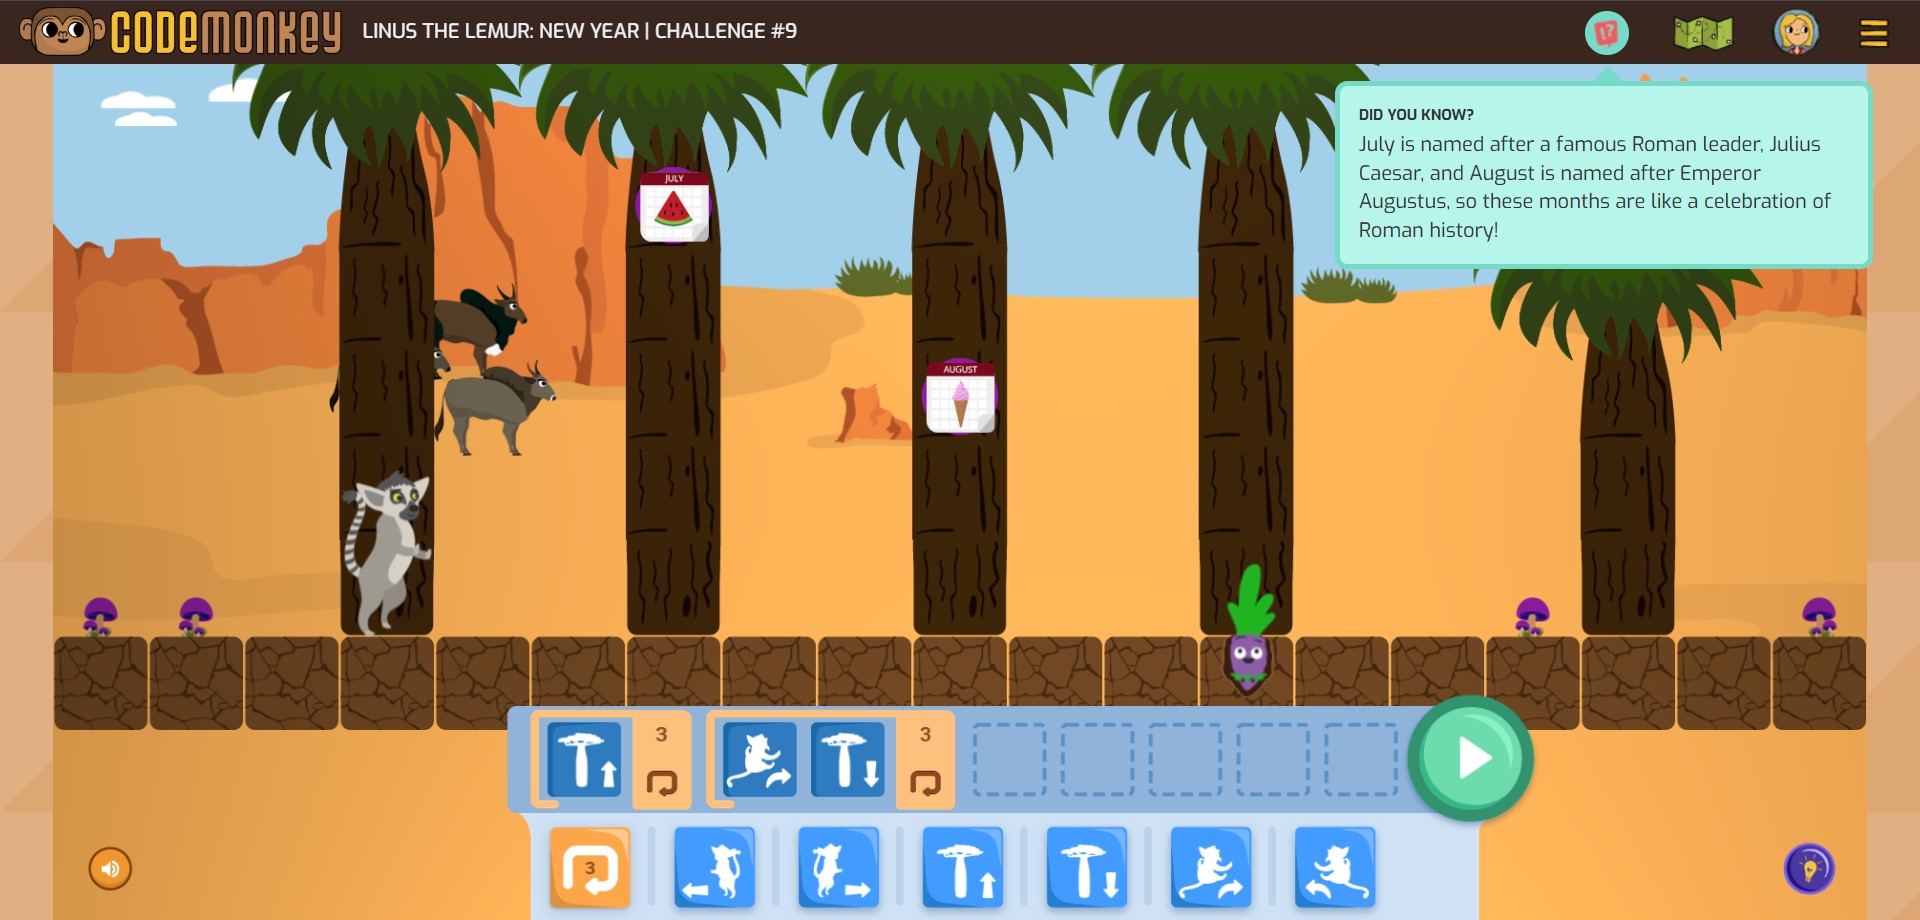 CODEMONKEY LINUS THE LEMUR: NEW YEAR | CHALLENGE #9
!?
DID YOU KNOW?
July is named after a famous Roman leader, Julius
Caesar, and August is named after Emperor
Augustus, so these months are like a celebration of
Roman history!
JULY
AUGUST
3
3
3